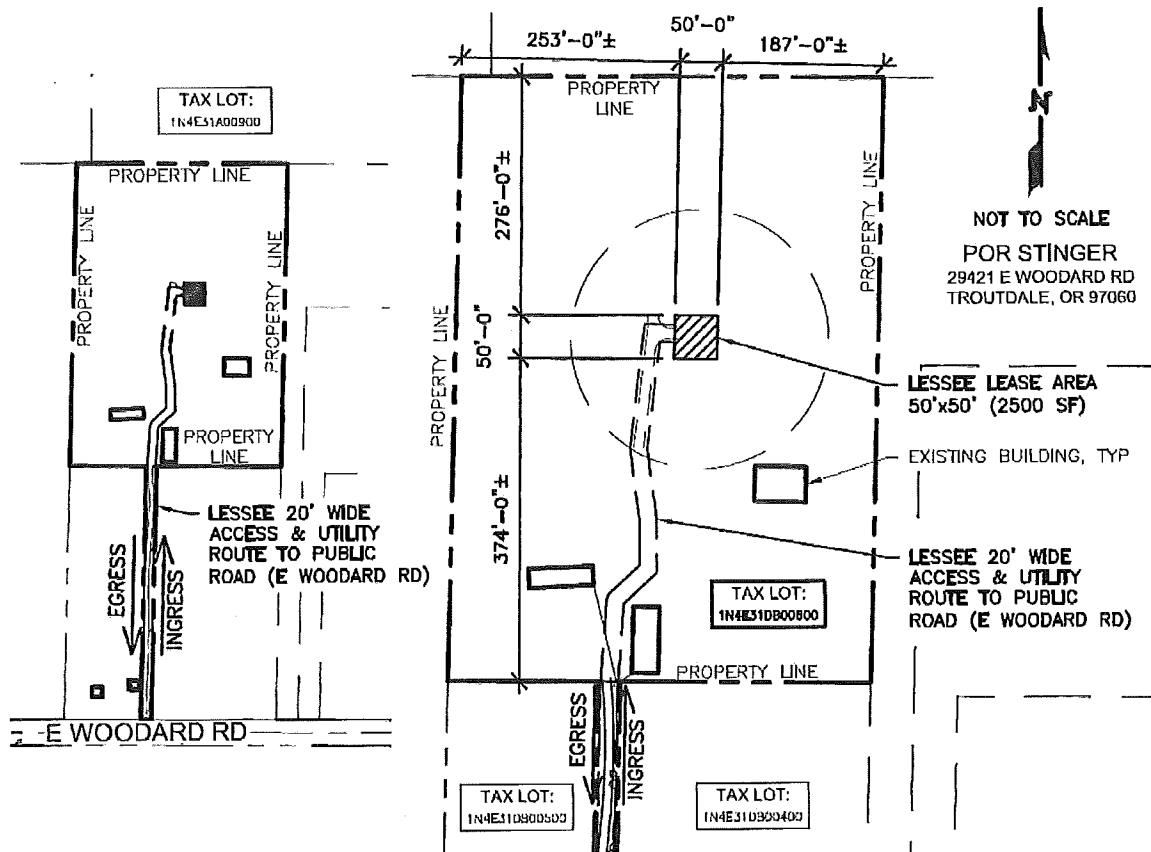 TAX LOT:
1N4E31A00900
PROPERTY LINE
PROPERTY LINE
PROPERTY LINE
PROPERTY
LINE
LESSEE 20' WIDE
ACCESS & UTILITY
ROUTE TO PUBLIC
ROAD (E WOODARD RD)
EGRESS
INGRESS
E WOODARD RD
253'-0"±
50'-0"
187'-0"±
PROPERTY
LINE
276'-0"±
50'-0"
374'-0"±
PROPERTY LINE
PROPERTY LINE
N
NOT TO SCALE
POR STINGER
29421 E WOODARD RD
TROUTDALE, OR 97060
LESSEE LEASE AREA
50'x50' (2500 SF)
EXISTING BUILDING, TYP
LESSEE 20' WIDE
ACCESS & UTILITY
ROUTE TO PUBLIC
ROAD (E WOODARD RD)
TAX LOT:
1N4E31DB00600
PROPERTY LINE
EGRESS
INGRESS
TAX LOT:
1N4E31DB00500
TAX LOT:
1N4E31DB00400